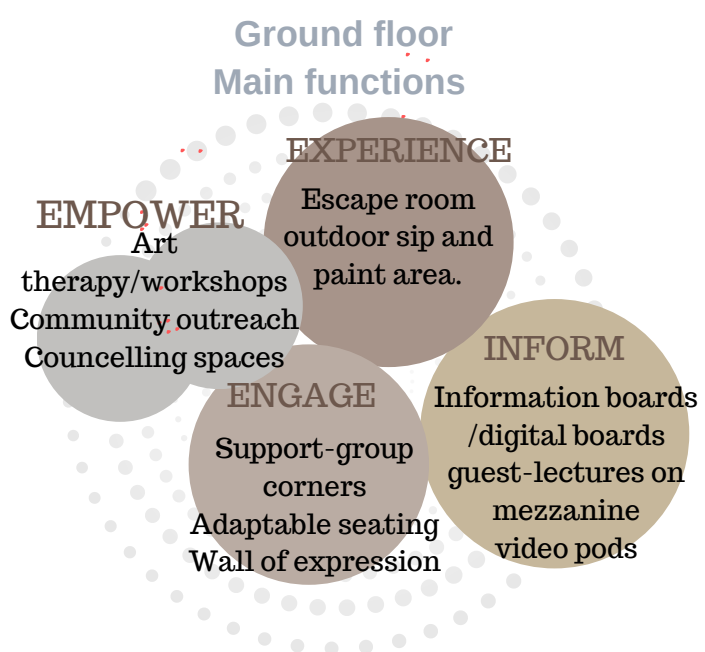 Ground floor
Main functions
EXPERIENCE
Escape room
outdoor sip and
paint area.
EMPOWER
Art
therapy/workshops
Community outreach
Councelling spaces
INFORM
Information boards
/digital boards
guest-lectures on
mezzanine
video pods
ENGAGE
Support-group
corners
Adaptable seating
Wall of expression